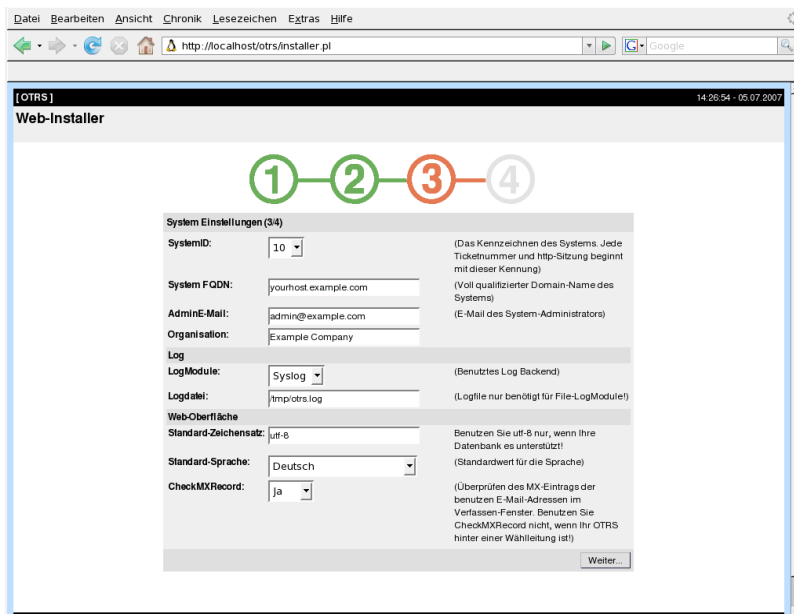 Datei Bearbeiten Ansicht Chronik Lesezeichen Extras Hilfe
http://localhost/otrs/installer.pl
G Google
[ OTRS ]
14:26:54 - 05.07.2007
Web-Installer
1 2 3 4
System Einstellungen (3/4)
SystemID: 10 (Das Kennzeichen des Systems. Jede
Ticketnummer und http-Sitzung beginnt
mit dieser Kennung)
System FQDN: yourhost.example.com (Voll qualifizierter Domain-Name des
Systems)
AdminE-Mail: admin@example.com (E-Mail des System-Administrators)
Organisation: Example Company
Log
LogModule: Syslog (Benutztes Log Backend)
Logdatei: /tmp/otrs.log (Logfile nur benötigt für File-LogModule!)
Web-Oberfläche
Standard-Zeichensatz: utf-8 Benutzen Sie utf-8 nur, wenn Ihre
Datenbank es unterstützt!
Standard-Sprache: Deutsch (Standardwert für die Sprache)
CheckMXRecord: Ja (Überprüfen des MX-Eintrags der
benutzen E-Mail-Adressen im
Verfassen-Fenster. Benutzen Sie
CheckMXRecord nicht, wenn Ihr OTRS
hinter einer Wählleitung ist!)
Weiter...